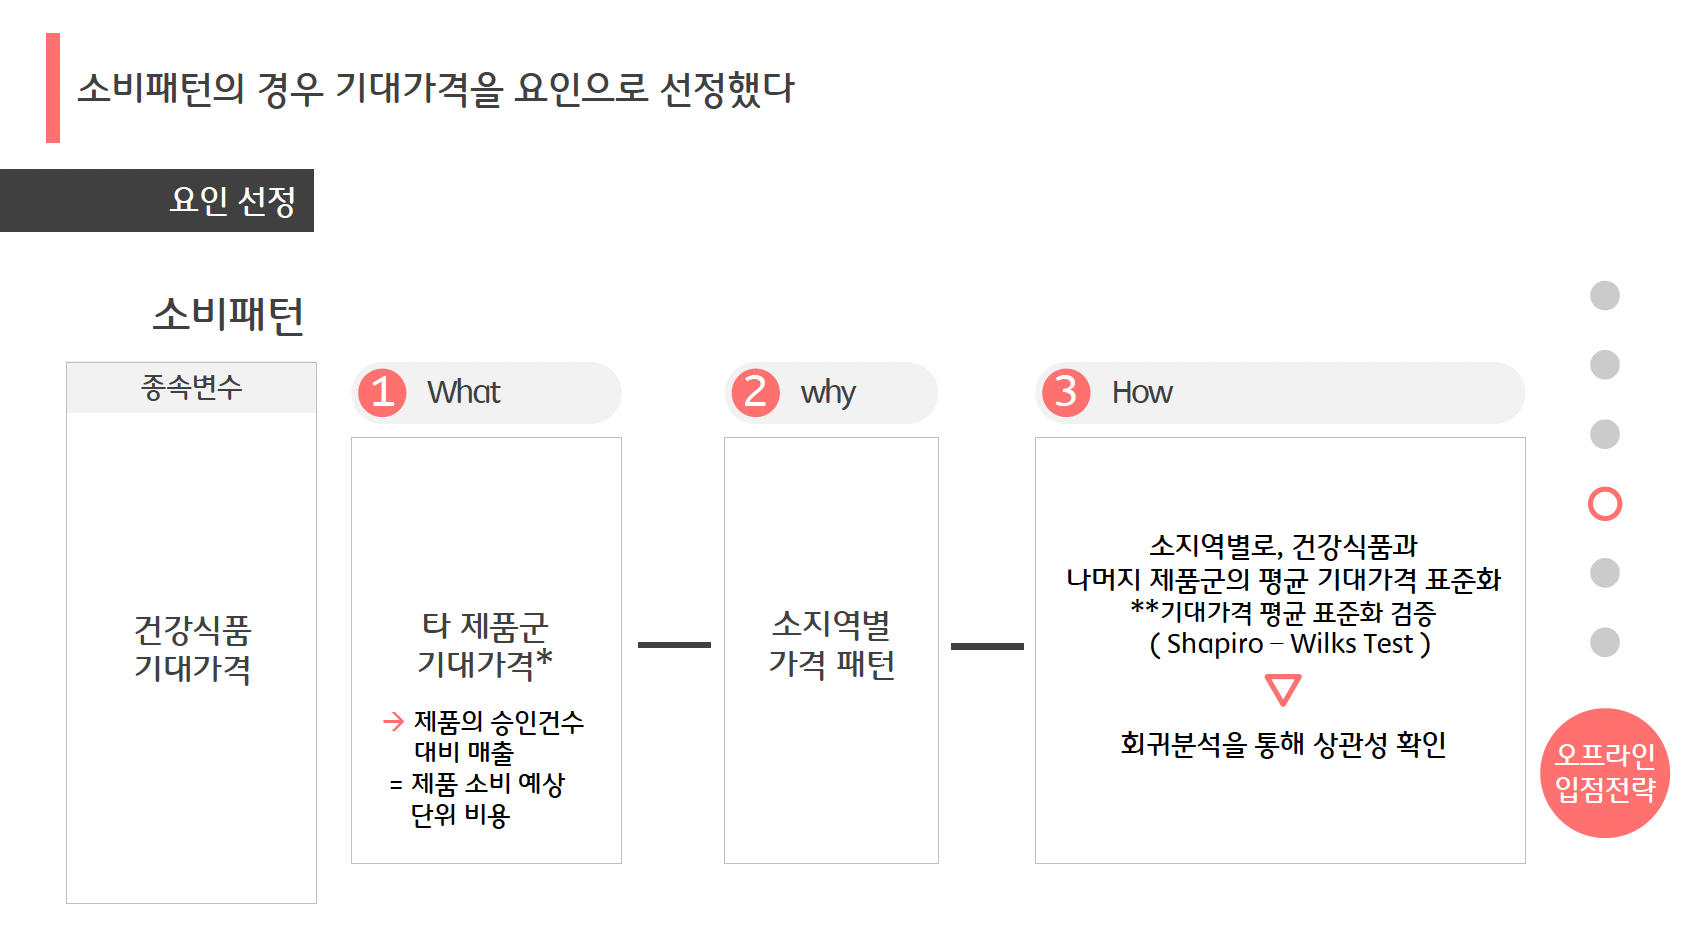 소비패턴의 경우 기대가격을 요인으로 선정했다
요인 선정
소비패턴
종속변수
건강식품
기대가격
1 What
타 제품군
기대가격*
→ 제품의 승인건수
대비 매출
= 제품 소비 예상
단위 비용
2 why
소지역별
가격 패턴
3 How
소지역별로, 건강식품과
나머지 제품군의 평균 기대가격 표준화
**기대가격 평균 표준화 검증
( Shapiro – Wilks Test )
회귀분석을 통해 상관성 확인
오프라인
입점전략